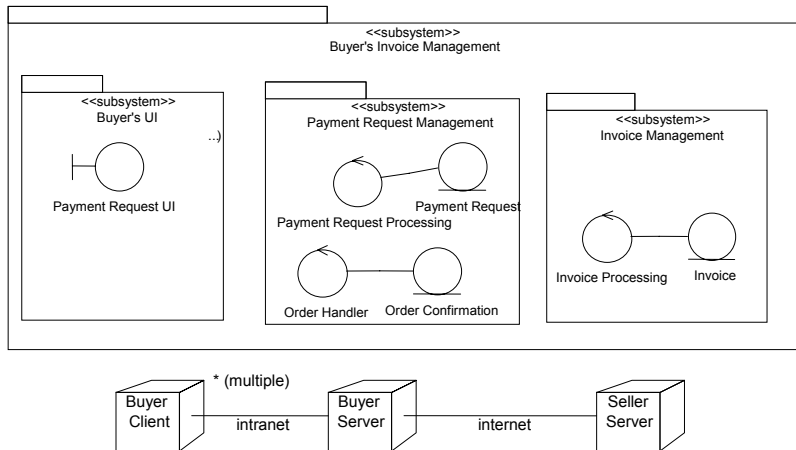 <<subsystem>>
Buyer's Invoice Management
<<subsystem>>
Buyer's UI
...)
Payment Request UI
<<subsystem>>
Payment Request Management
Payment Request
Payment Request Processing
Order Handler
Order Confirmation
<<subsystem>>
Invoice Management
Invoice Processing
Invoice
* (multiple)
Buyer
Client
intranet
Buyer
Server
internet
Seller
Server